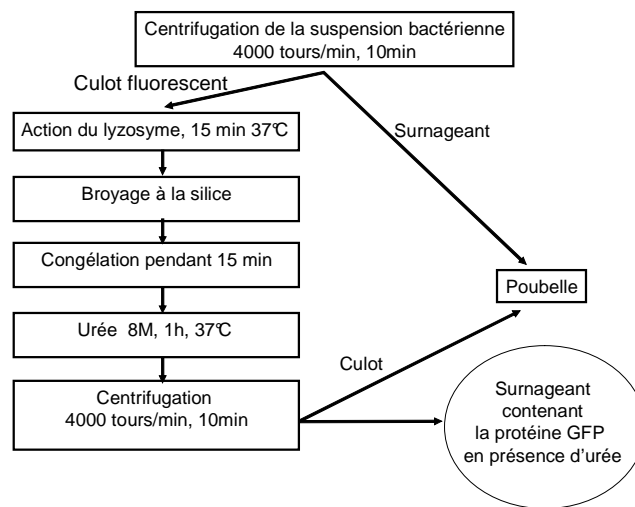 Centrifugation de la suspension bactérienne
4000 tours/min, 10min
Culot fluorescent
Surnageant
Action du lyzosyme, 15 min 37°C
Broyage à la silice
Congélation pendant 15 min
Poubelle
Urée 8M, 1h, 37°C
Culot
Centrifugation
4000 tours/min, 10min
Surnageant
contenant
la protéine GFP
en présence d'urée